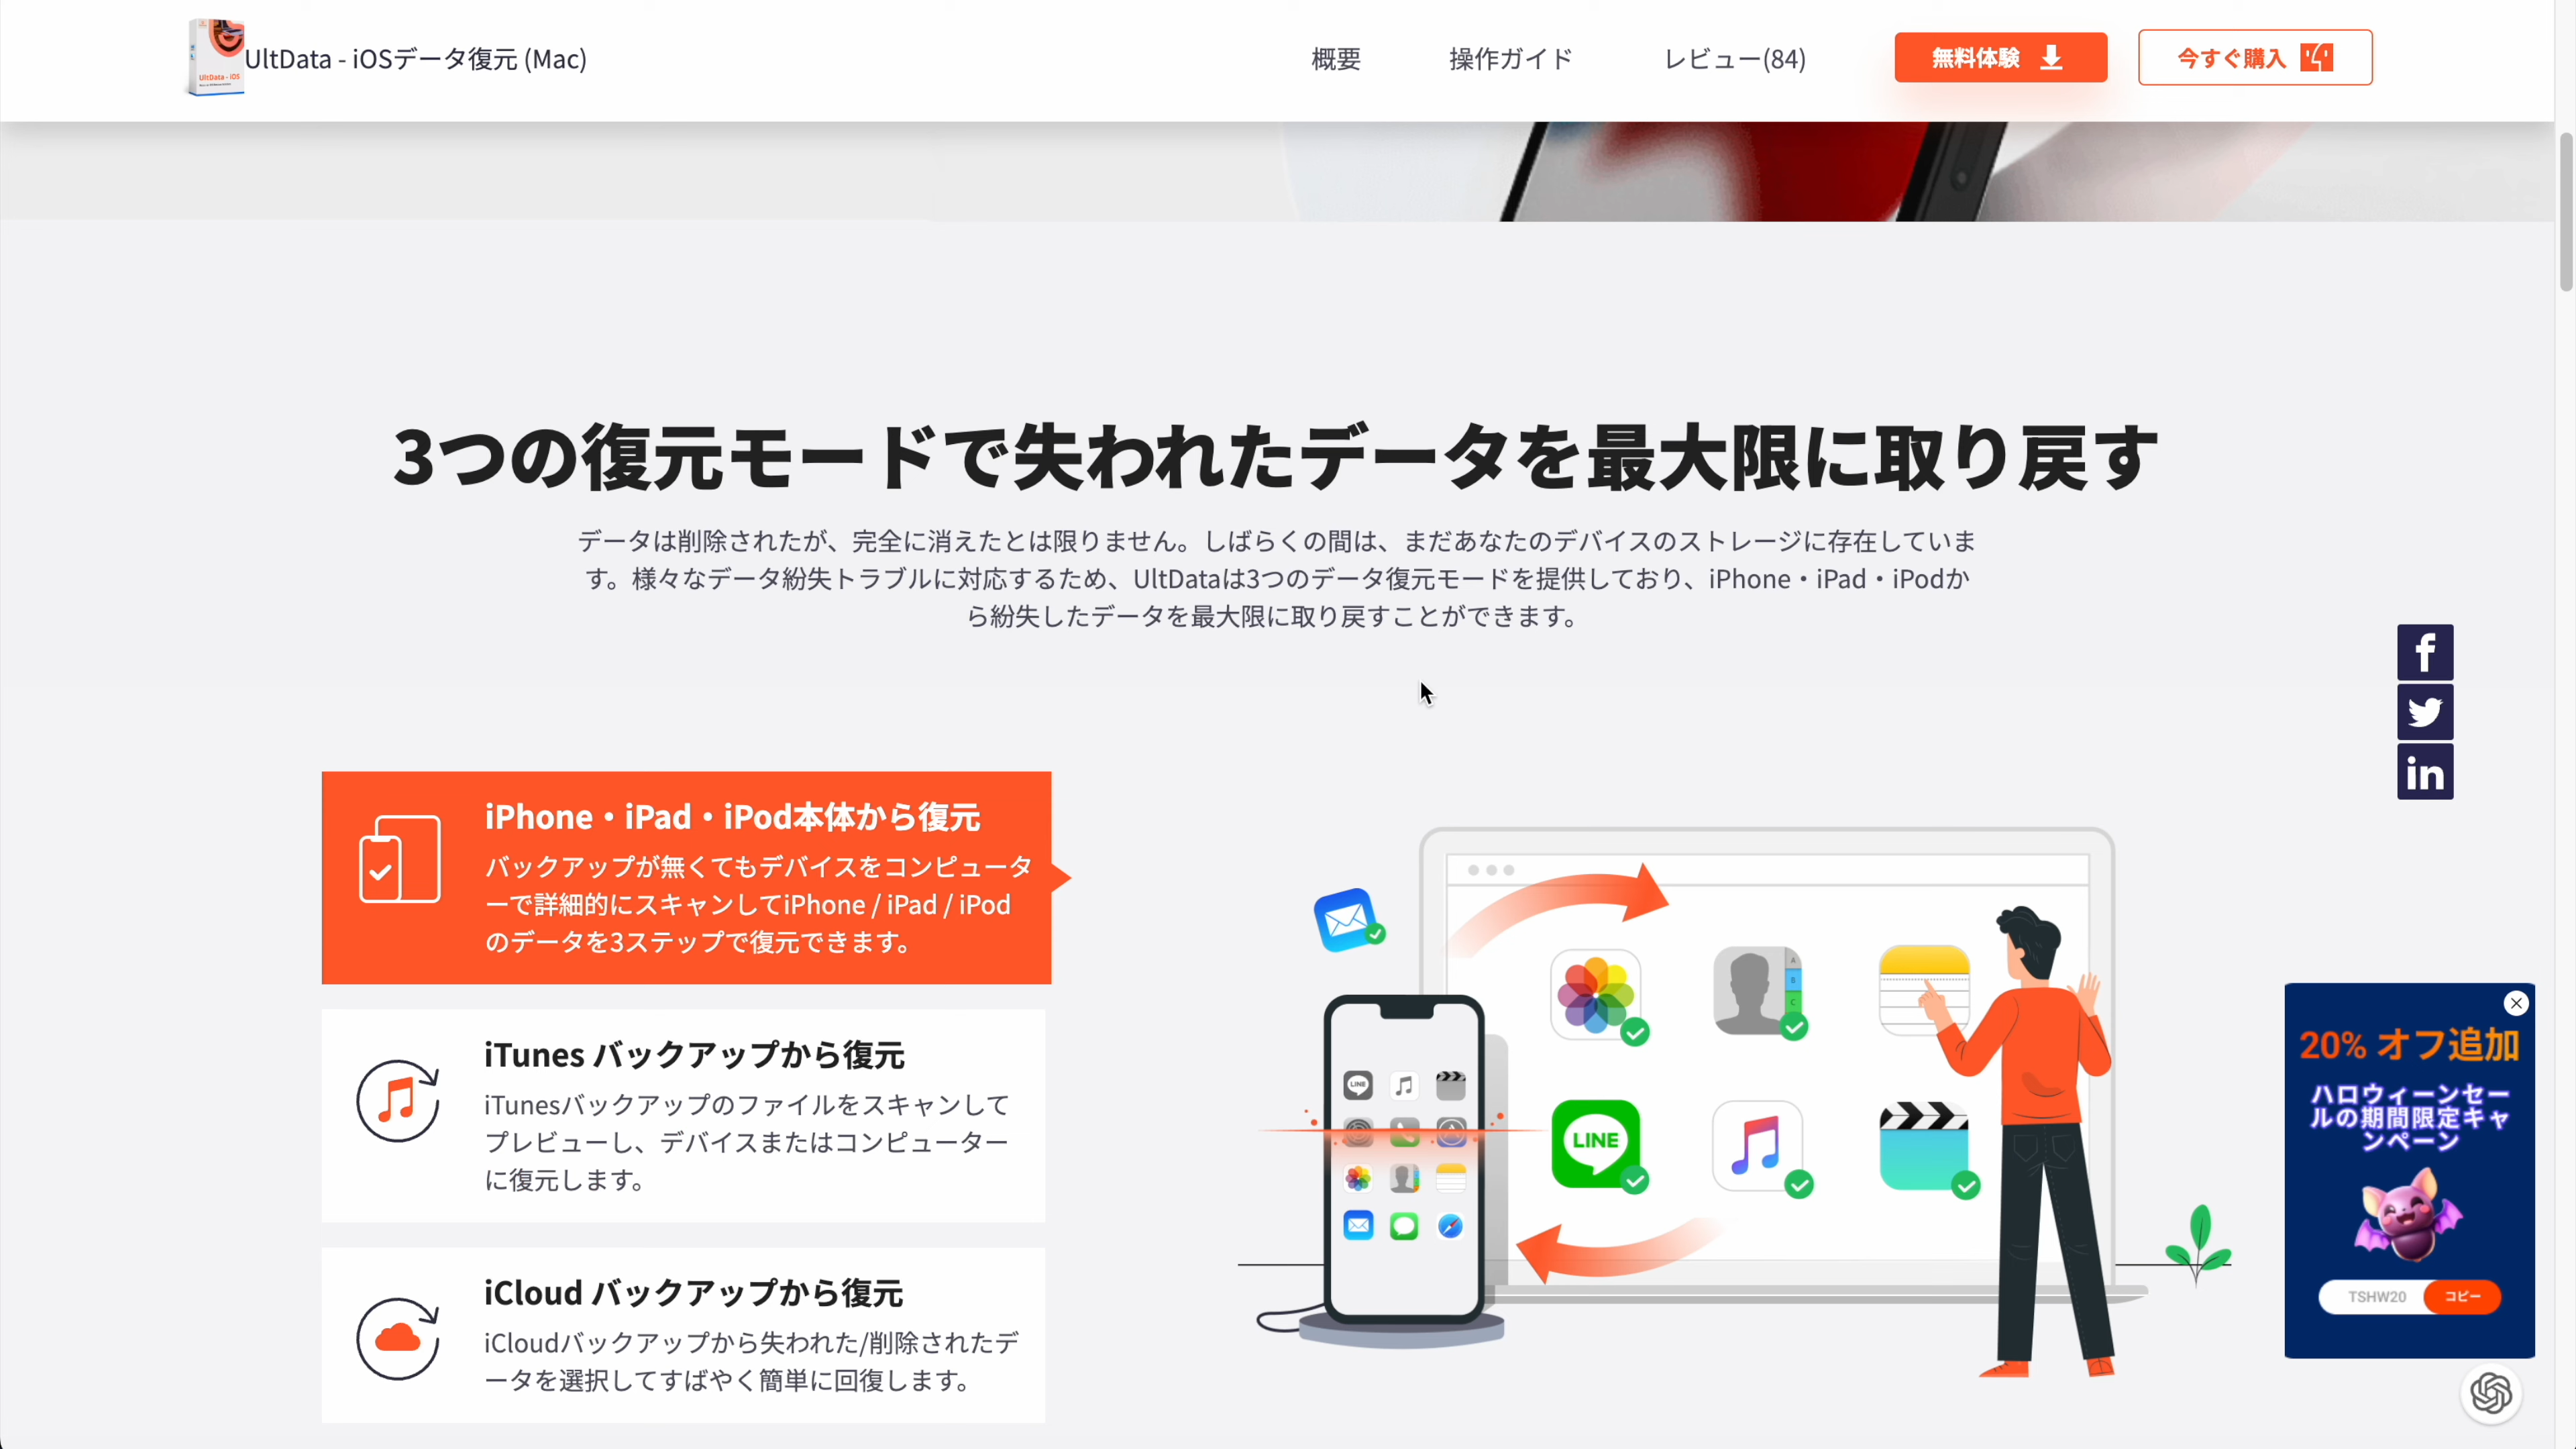 UltData - iOS
UltData - iOSデータ復元 (Mac)
概要
操作ガイド
レビュー(84)
無料体験
今すぐ購入
3つの復元モードで失われたデータを最大限に取り戻す
データは削除されたが、完全に消えたとは限りません。しばらくの間は、まだあなたのデバイスのストレージに存在していま
す。様々なデータ紛失トラブルに対応するため、UltDataは3つのデータ復元モードを提供しており、iPhone・iPad・iPodか
ら紛失したデータを最大限に取り戻すことができます。
iPhone・iPad・iPod本体から復元
バックアップが無くてもデバイスをコンピュータ
ーで詳細的にスキャンしてiPhone / iPad / iPod
のデータを3ステップで復元できます。
iTunes バックアップから復元
iTunesバックアップのファイルをスキャンして
プレビューし、デバイスまたはコンピューター
に復元します。
iCloud バックアップから復元
iCloudバックアップから失われた/削除されたデ
ータを選択してすばやく簡単に回復します。
A
B
C
LINE
LINE
f
in
20% オフ追加
ハロウィーンセー
ルの期間限定キャ
ンペーン
TSHW20
コピー